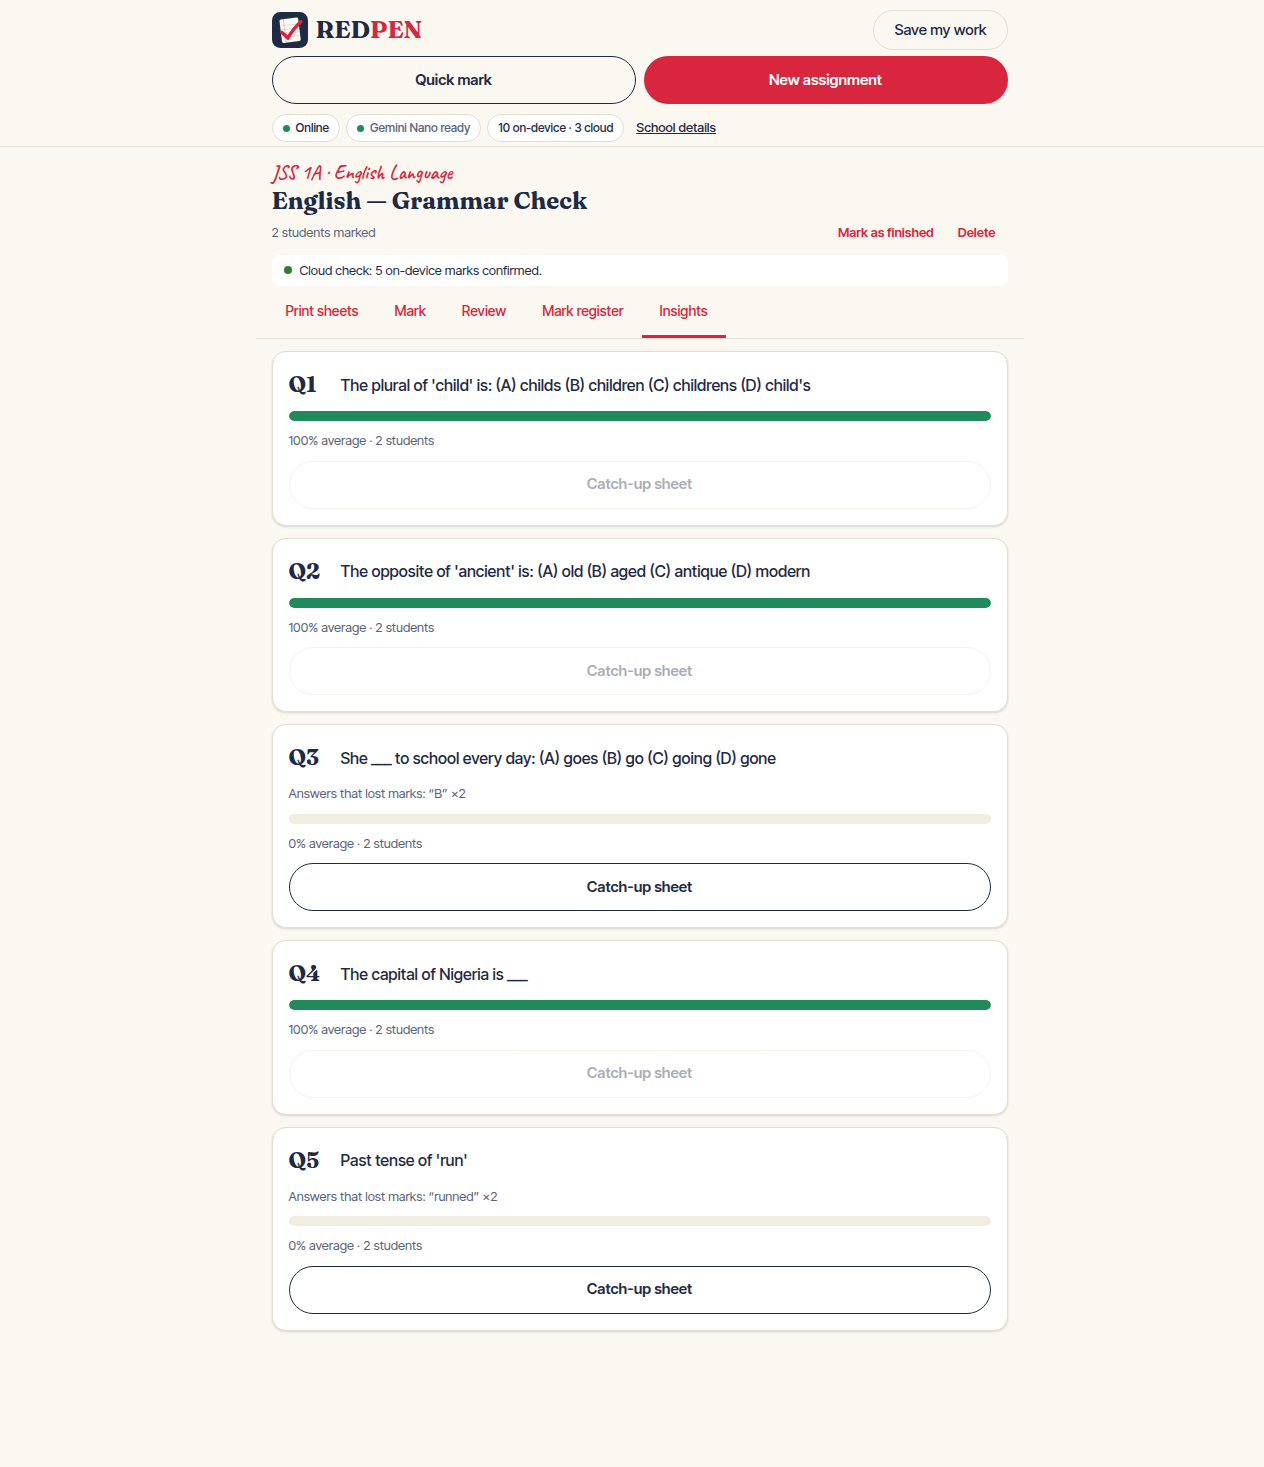 REDPEN
Save my work
Quick mark
New assignment
Online
Gemini Nano ready
10 on-device · 3 cloud
School details
JSS 1A · English Language
English — Grammar Check
2 students marked
Mark as finished
Delete
Cloud check: 5 on-device marks confirmed.
Print sheets
Mark
Review
Mark register
Insights
Q1 The plural of 'child' is: (A) childs (B) children (C) childrens (D) child's
100% average · 2 students
Catch-up sheet
Q2 The opposite of 'ancient' is: (A) old (B) aged (C) antique (D) modern
100% average · 2 students
Catch-up sheet
Q3 She ___ to school every day: (A) goes (B) go (C) going (D) gone
Answers that lost marks: “B” ×2
0% average · 2 students
Catch-up sheet
Q4 The capital of Nigeria is ___
100% average · 2 students
Catch-up sheet
Q5 Past tense of 'run'
Answers that lost marks: “runned” ×2
0% average · 2 students
Catch-up sheet